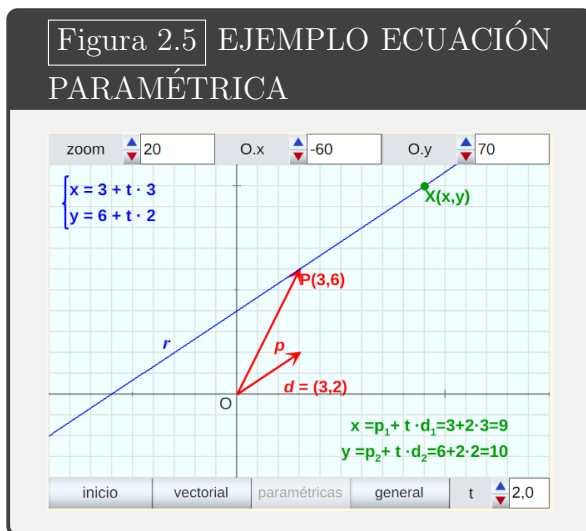 Figura 2.5 EJEMPLO ECUACIÓN
PARAMÉTRICA
zoom 20 O.x -60 O.y 70
x = 3 + t · 3
y = 6 + t · 2
X(x,y)
P(3,6)
r
p
d = (3,2)
O
x =p₁+ t ·d₁=3+2·3=9
y =p₂+ t ·d₂=6+2·2=10
inicio vectorial paramétricas general t 2,0